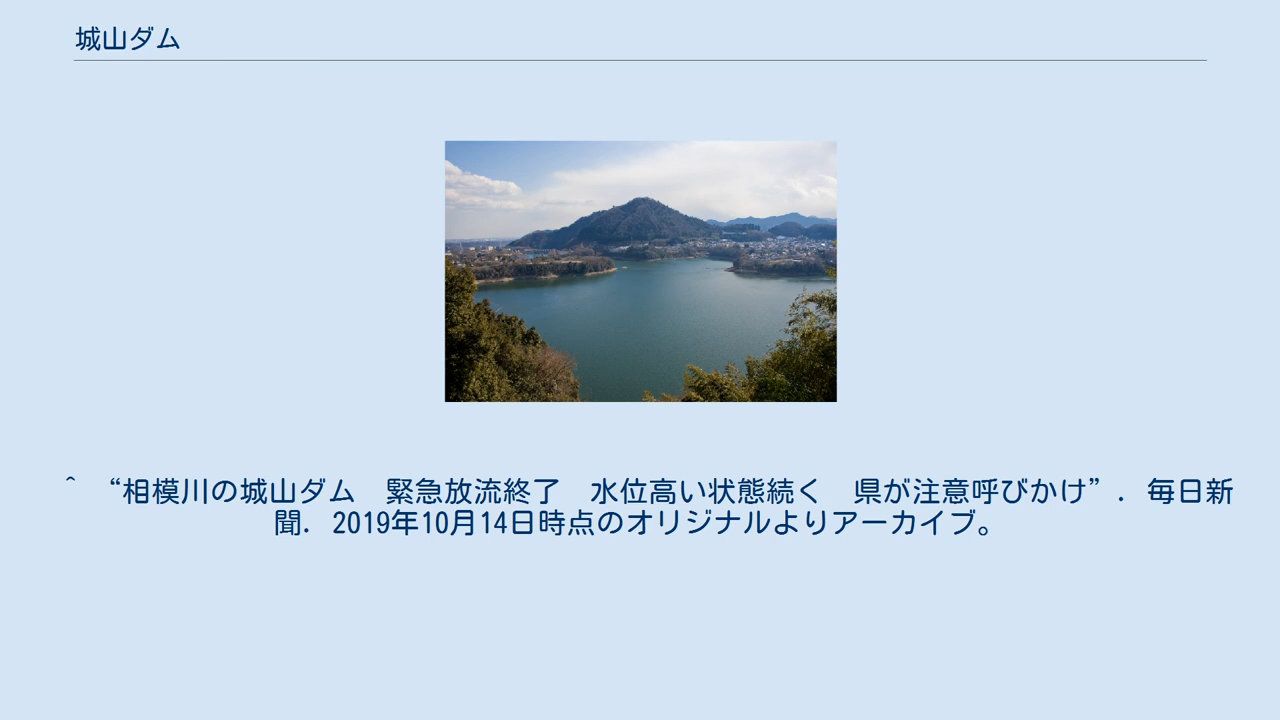 城山ダム
^ “相模川の城山ダム　緊急放流終了　水位高い状態続く　県が注意呼びかけ”. 毎日新
聞. 2019年10月14日時点のオリジナルよりアーカイブ。